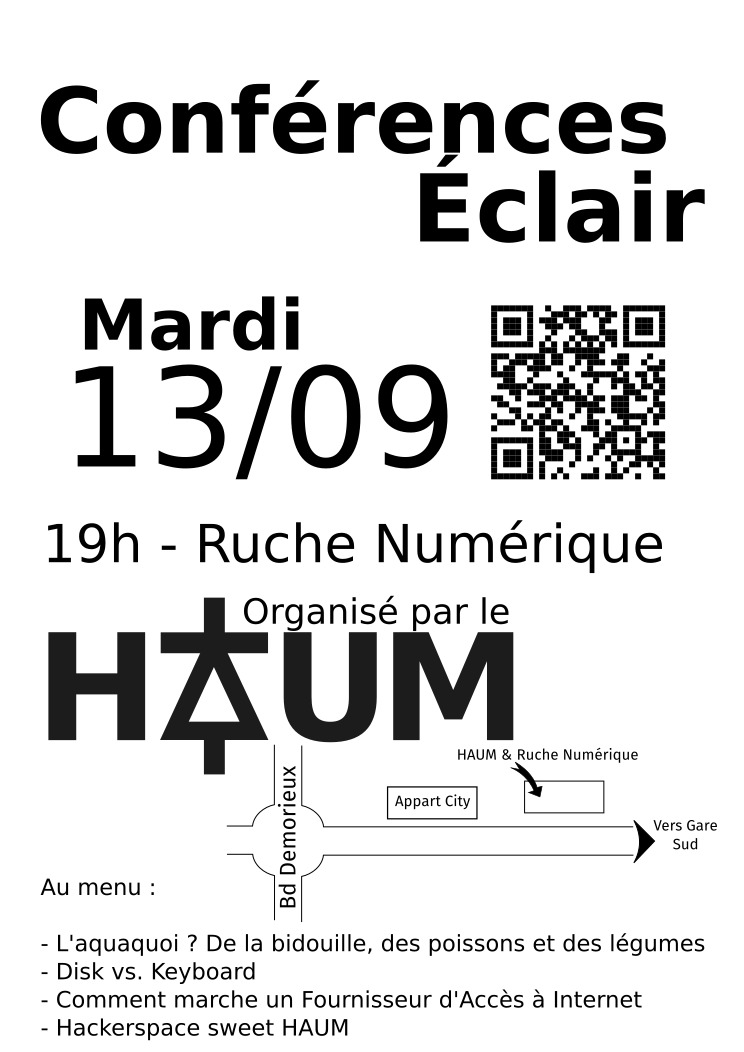 Conférences
Éclair
Mardi
13/09
19h - Ruche Numérique
Organisé par le
HAUM
HAUM & Ruche Numérique
Appart City
Bd Demorieux
Vers Gare
Sud
Au menu :
- L'aquaquoi ? De la bidouille, des poissons et des légumes
- Disk vs. Keyboard
- Comment marche un Fournisseur d'Accès à Internet
- Hackerspace sweet HAUM